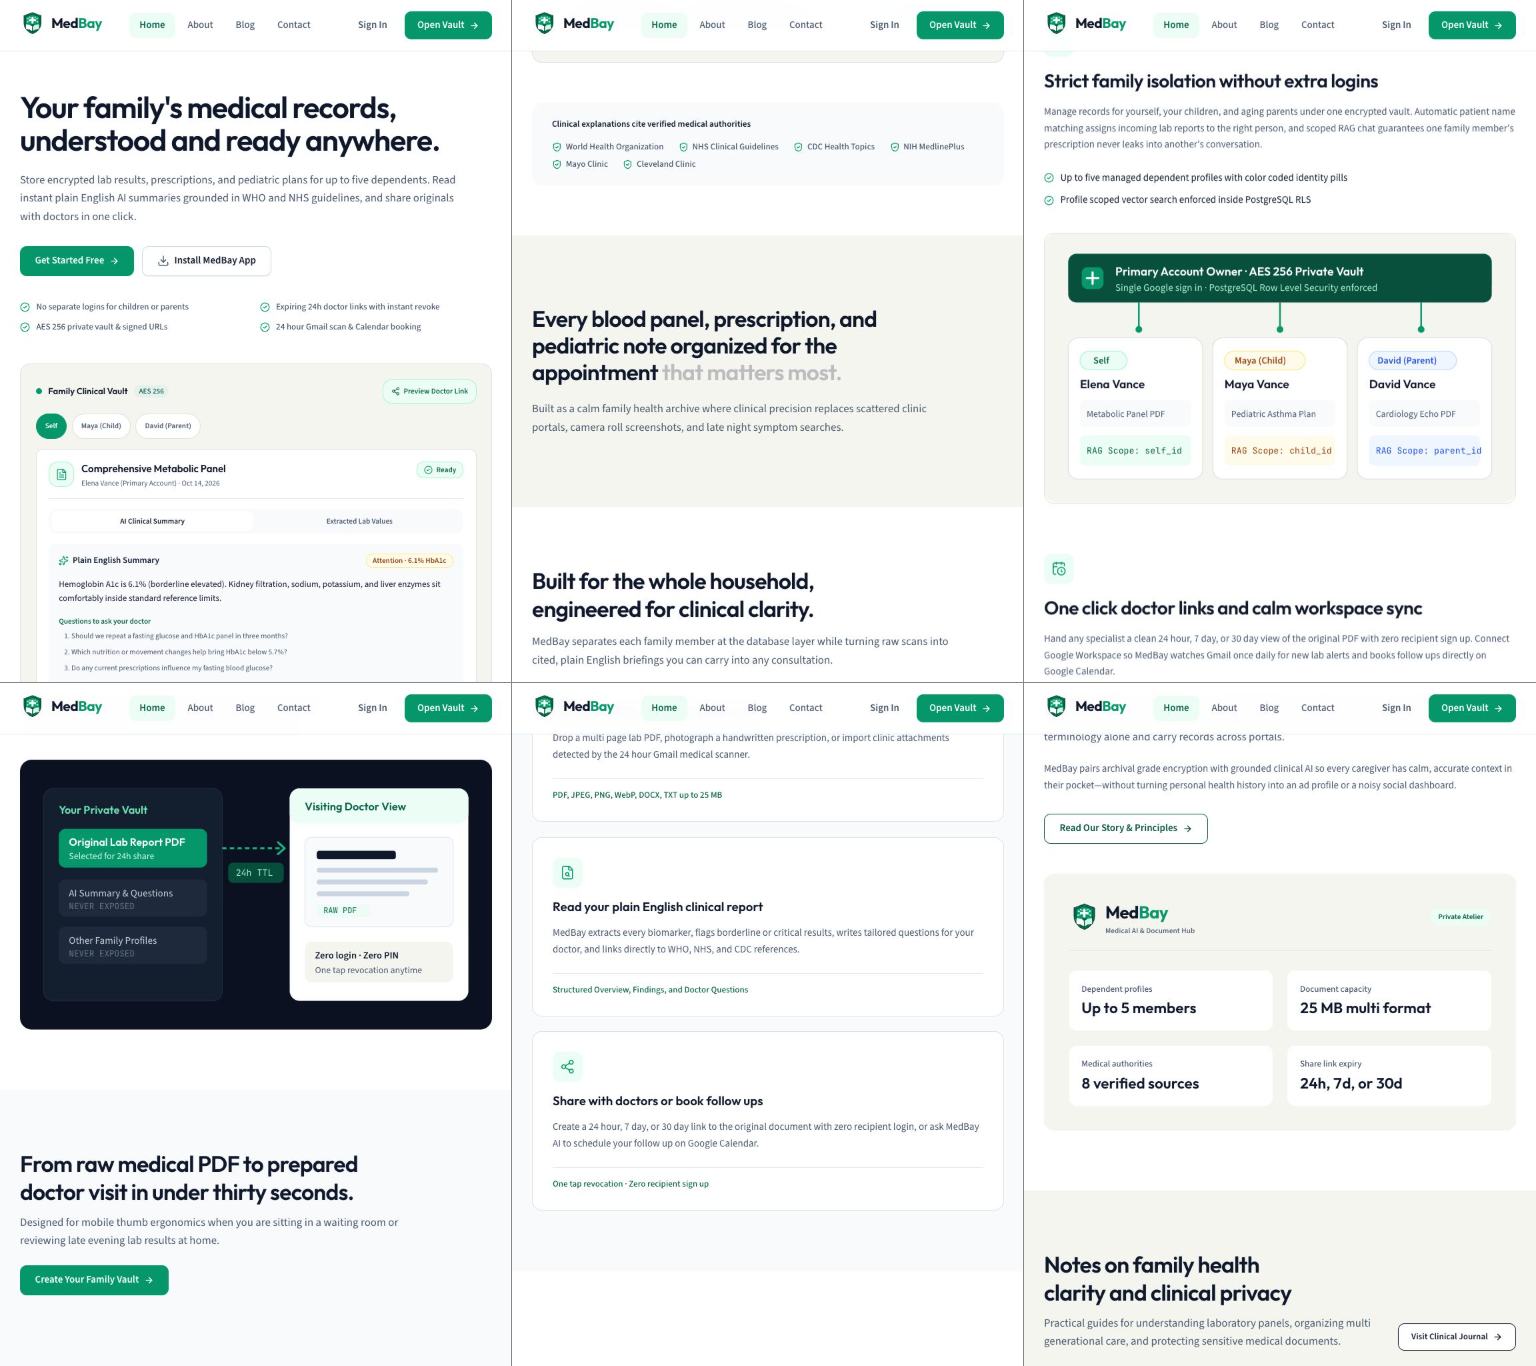 MedBay
Home
About
Blog
Contact
Sign In
Open Vault
Your family's medical records,
understood and ready anywhere.
Store encrypted lab results, prescriptions, and pediatric plans for up to five dependents. Read
instant plain English AI summaries grounded in WHO and NHS guidelines, and share originals
with doctors in one click.
Get Started Free
Install MedBay App
No separate logins for children or parents
Expiring 24h doctor links with instant revoke
AES 256 private vault & signed URLs
24 hour Gmail scan & Calendar booking
Family Clinical Vault
AES 256
Preview Doctor Link
Self
Maya (Child)
David (Parent)
Comprehensive Metabolic Panel
Elena Vance (Primary Account) · Oct 14, 2026
Ready
AI Clinical Summary
Extracted Lab Values
Plain English Summary
Attention · 6.1% HbA1c
Hemoglobin A1c is 6.1% (borderline elevated). Kidney filtration, sodium, potassium, and liver enzymes sit
comfortably inside standard reference limits.
Questions to ask your doctor
1. Should we repeat a fasting glucose and HbA1c panel in three months?
2. Which nutrition or movement changes help bring HbA1c below 5.7%?
3. Do any current prescriptions influence my fasting blood glucose?
MedBay
Home
About
Blog
Contact
Sign In
Open Vault
Clinical explanations cite verified medical authorities
World Health Organization
NHS Clinical Guidelines
CDC Health Topics
NIH MedlinePlus
Mayo Clinic
Cleveland Clinic
Every blood panel, prescription, and
pediatric note organized for the
appointment that matters most.
Built as a calm family health archive where clinical precision replaces scattered clinic
portals, camera roll screenshots, and late night symptom searches.
Built for the whole household,
engineered for clinical clarity.
MedBay separates each family member at the database layer while turning raw scans into
cited, plain English briefings you can carry into any consultation.
MedBay
Home
About
Blog
Contact
Sign In
Open Vault
Strict family isolation without extra logins
Manage records for yourself, your children, and aging parents under one encrypted vault. Automatic patient name
matching assigns incoming lab reports to the right person, and scoped RAG chat guarantees one family member's
prescription never leaks into another's conversation.
Up to five managed dependent profiles with color coded identity pills
Profile scoped vector search enforced inside PostgreSQL RLS
Primary Account Owner · AES 256 Private Vault
Single Google sign in · PostgreSQL Row Level Security enforced
Self
Elena Vance
Metabolic Panel PDF
RAG Scope: self_id
Maya (Child)
Maya Vance
Pediatric Asthma Plan
RAG Scope: child_id
David (Parent)
David Vance
Cardiology Echo PDF
RAG Scope: parent_id
One click doctor links and calm workspace sync
Hand any specialist a clean 24 hour, 7 day, or 30 day view of the original PDF with zero recipient sign up. Connect
Google Workspace so MedBay watches Gmail once daily for new lab alerts and books follow ups directly on
Google Calendar.
MedBay
Home
About
Blog
Contact
Sign In
Open Vault
Your Private Vault
Original Lab Report PDF
Selected for 24h share
AI Summary & Questions
NEVER EXPOSED
Other Family Profiles
NEVER EXPOSED
24h TTL
Visiting Doctor View
RAW PDF
Zero login · Zero PIN
One tap revocation anytime
From raw medical PDF to prepared
doctor visit in under thirty seconds.
Designed for mobile thumb ergonomics when you are sitting in a waiting room or
reviewing late evening lab results at home.
Create Your Family Vault
MedBay
Home
About
Blog
Contact
Sign In
Open Vault
Drop a multi page lab PDF, photograph a handwritten prescription, or import clinic attachments
detected by the 24 hour Gmail medical scanner.
PDF, JPEG, PNG, WebP, DOCX, TXT up to 25 MB
Read your plain English clinical report
MedBay extracts every biomarker, flags borderline or critical results, writes tailored questions for your
doctor, and links directly to WHO, NHS, and CDC references.
Structured Overview, Findings, and Doctor Questions
Share with doctors or book follow ups
Create a 24 hour, 7 day, or 30 day link to the original document with zero recipient login, or ask MedBay
AI to schedule your follow up on Google Calendar.
One tap revocation · Zero recipient sign up
MedBay
Home
About
Blog
Contact
Sign In
Open Vault
terminology alone and carry records across portals.
MedBay pairs archival grade encryption with grounded clinical AI so every caregiver has calm, accurate context in
their pocket—without turning personal health history into an ad profile or a noisy social dashboard.
Read Our Story & Principles
MedBay
Medical AI & Document Hub
Private Atelier
Dependent profiles
Up to 5 members
Document capacity
25 MB multi format
Medical authorities
8 verified sources
Share link expiry
24h, 7d, or 30d
Notes on family health
clarity and clinical privacy
Practical guides for understanding laboratory panels, organizing multi
generational care, and protecting sensitive medical documents.
Visit Clinical Journal